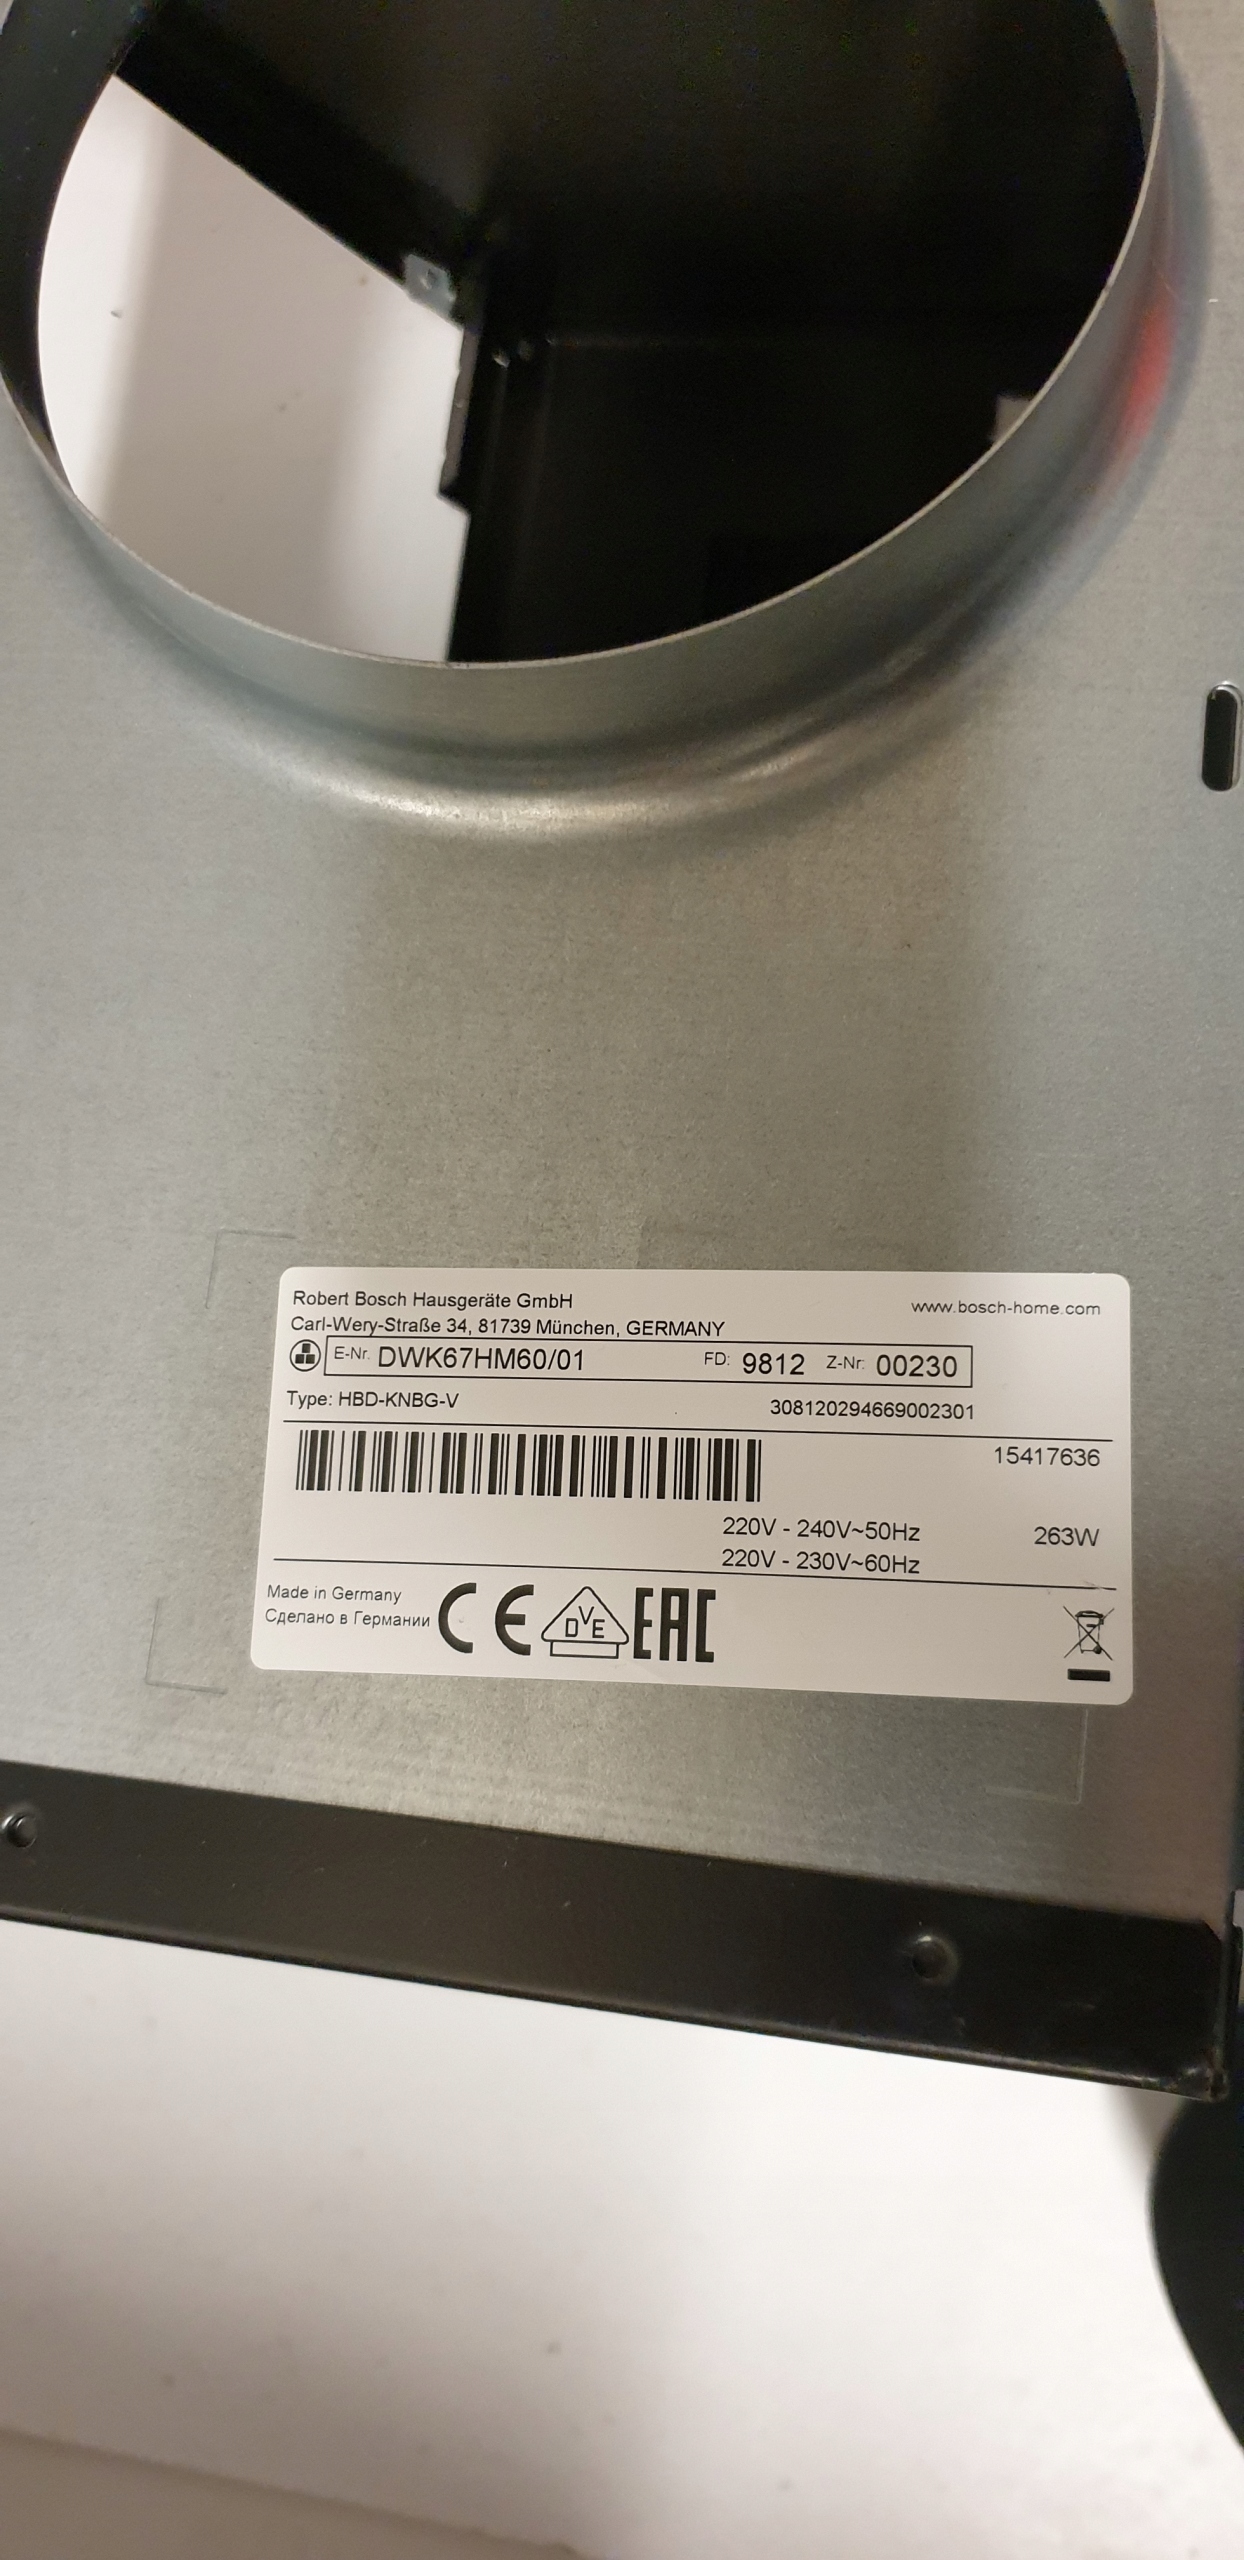 Robert Bosch Hausgeräte GmbH
www.bosch-home.com
Carl-Wery-Straße 34, 81739 München, GERMANY
E-Nr. DWK67HM60/01 FD: 9812 Z-Nr: 00230
Type: HBD-KNBG-V 308120294669002301
15417636
220V - 240V~50Hz 263W
220V - 230V~60Hz
Made in Germany
Сделано в Германии
CE DVE EAC